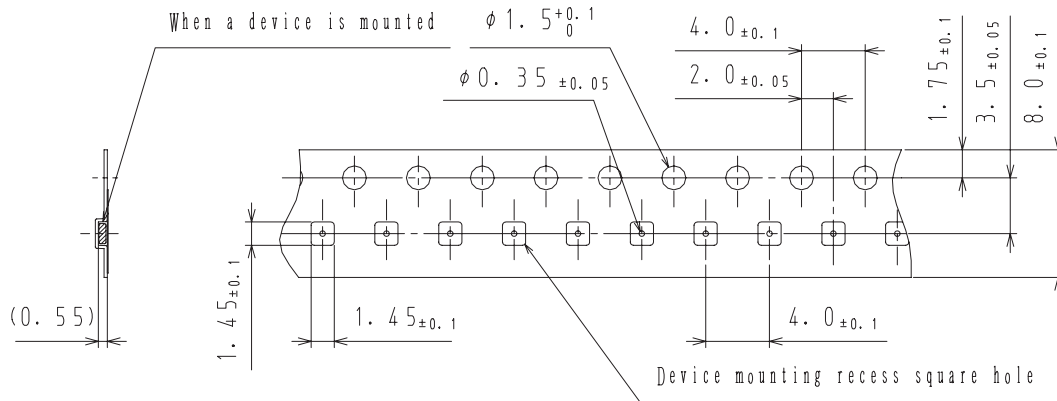 When a device is mounted
φ1.5 +0.1 0
4.0±0.1
φ0.35±0.05
2.0±0.05
1.75±0.1
3.5±0.05
8.0±0.1
(0.55)
1.45±0.1
1.45±0.1
4.0±0.1
Device mounting recess square hole